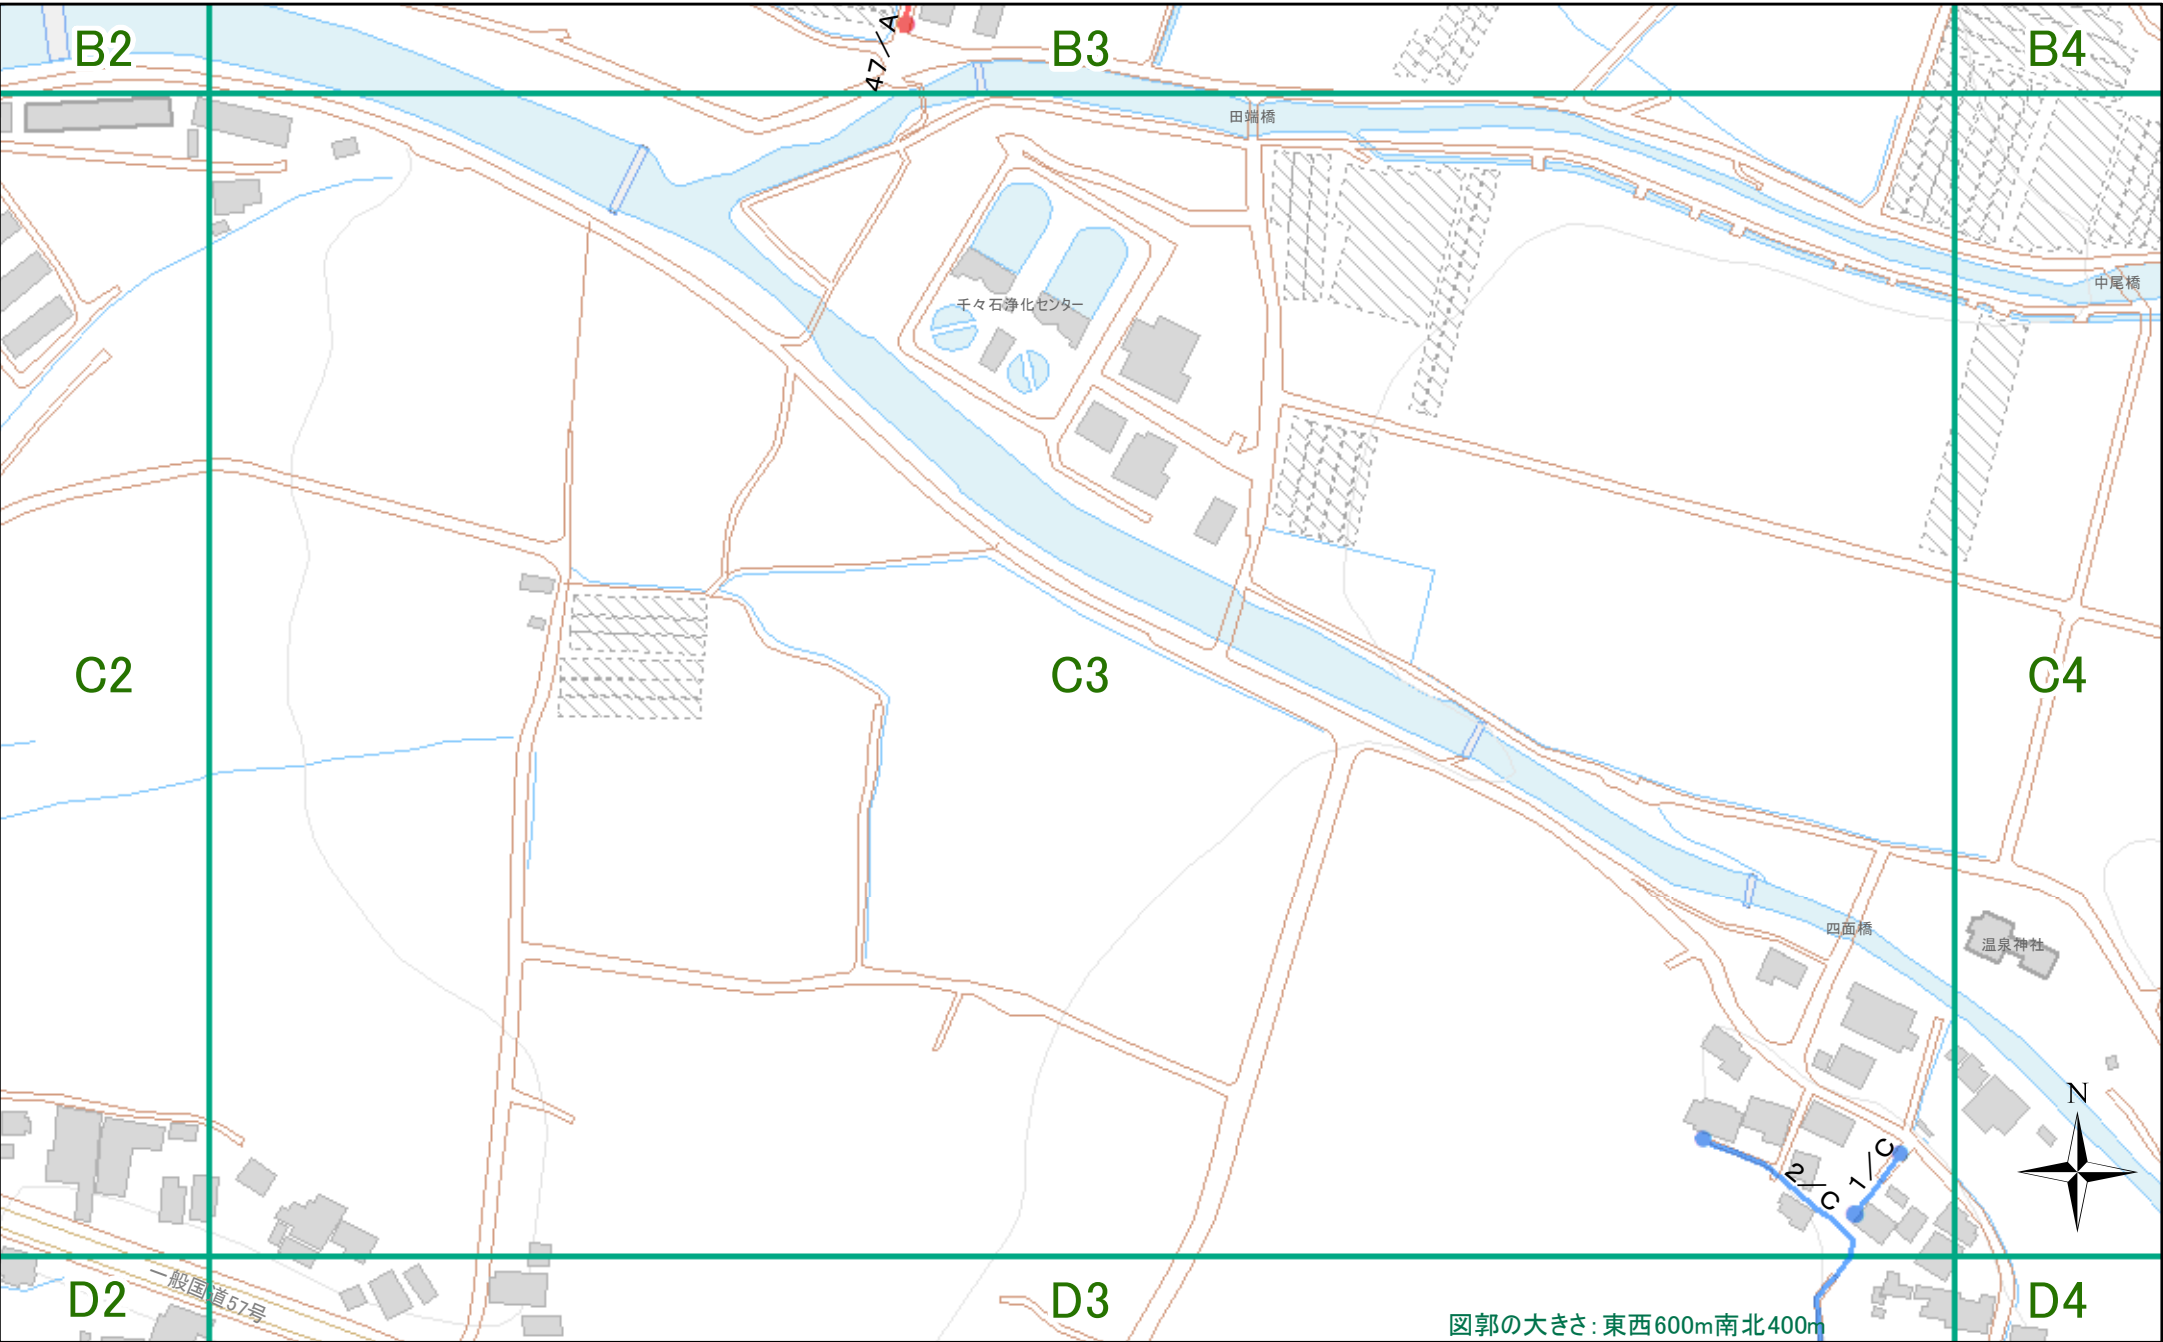 B2
47/A
B3
B4
田端橋
中尾橋
千々石浄化センター
C2
C3
C4
四面橋
温泉神社
N
2/C
1/C
一般国道57号
D2
D3
D4
図郭の大きさ：東西600m南北400m